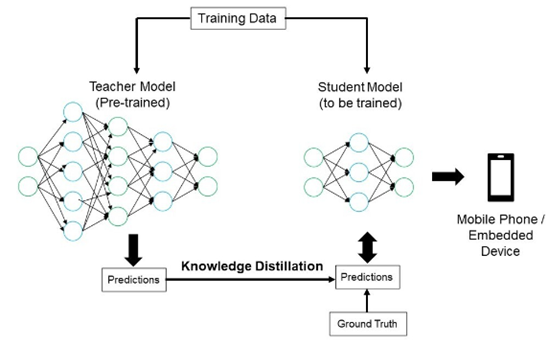 Training Data
Teacher Model
(Pre-trained)
Student Model
(to be trained)
Mobile Phone /
Embedded
Device
Knowledge Distillation
Predictions
Predictions
Ground Truth